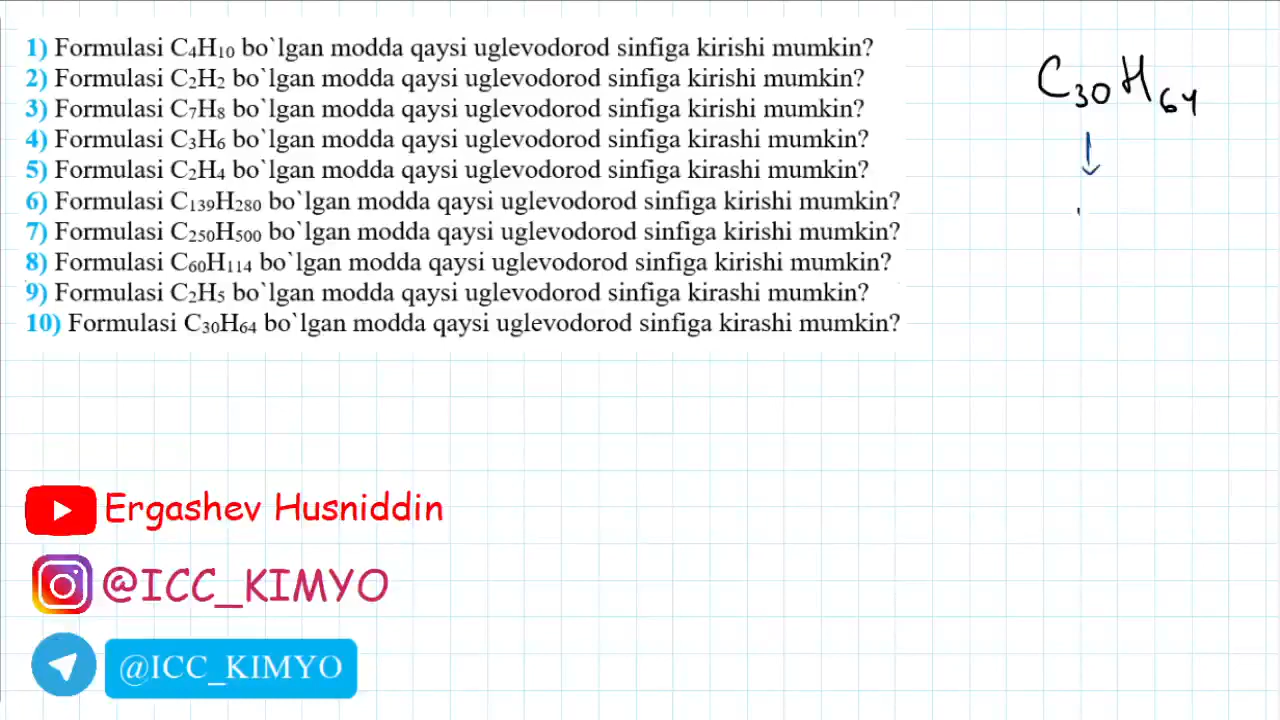 1) Formulasi C₄H₁₀ bo`lgan modda qaysi uglevodorod sinfiga kirishi mumkin?
2) Formulasi C₂H₂ bo`lgan modda qaysi uglevodorod sinfiga kirishi mumkin?
3) Formulasi C₇H₈ bo`lgan modda qaysi uglevodorod sinfiga kirishi mumkin?
4) Formulasi C₃H₆ bo`lgan modda qaysi uglevodorod sinfiga kirashi mumkin?
5) Formulasi C₂H₄ bo`lgan modda qaysi uglevodorod sinfiga kirashi mumkin?
6) Formulasi C₁₃₉H₂₈₀ bo`lgan modda qaysi uglevodorod sinfiga kirishi mumkin?
7) Formulasi C₂₅₀H₅₀₀ bo`lgan modda qaysi uglevodorod sinfiga kirishi mumkin?
8) Formulasi C₆₀H₁₁₄ bo`lgan modda qaysi uglevodorod sinfiga kirishi mumkin?
9) Formulasi C₂H₅ bo`lgan modda qaysi uglevodorod sinfiga kirashi mumkin?
10) Formulasi C₃₀H₆₄ bo`lgan modda qaysi uglevodorod sinfiga kirashi mumkin?
C₃₀H₆₄
Ergashev Husniddin
@ICC_KIMYO
@ICC_KIMYO